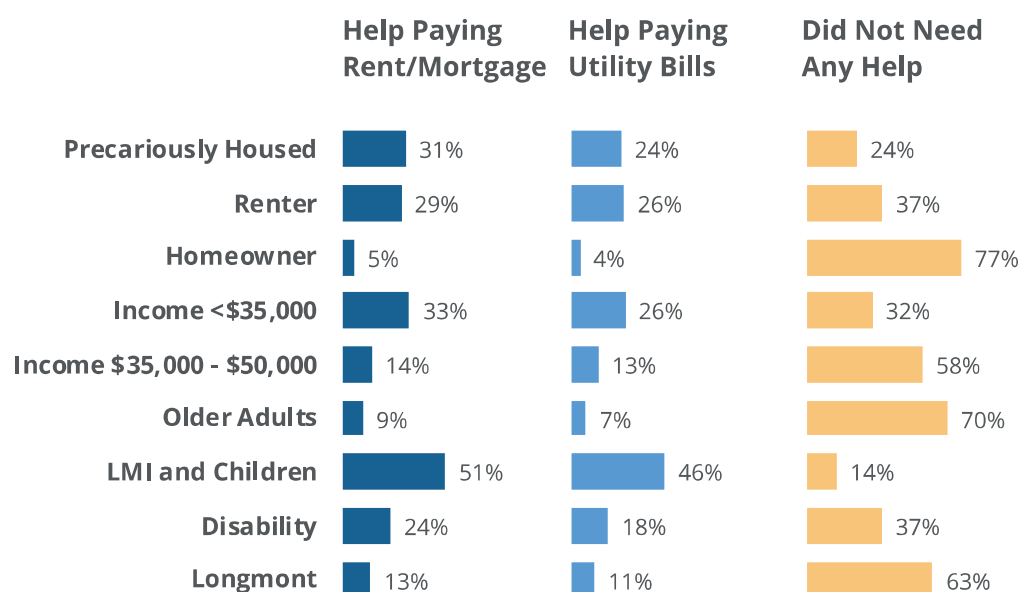 Help Paying Help Paying Did Not Need
Rent/Mortgage Utility Bills Any Help
Precariously Housed 31% 24% 24%
Renter 29% 26% 37%
Homeowner 5% 4% 77%
Income <$35,000 33% 26% 32%
Income $35,000 - $50,000 14% 13% 58%
Older Adults 9% 7% 70%
LMI and Children 51% 46% 14%
Disability 24% 18% 37%
Longmont 13% 11% 63%